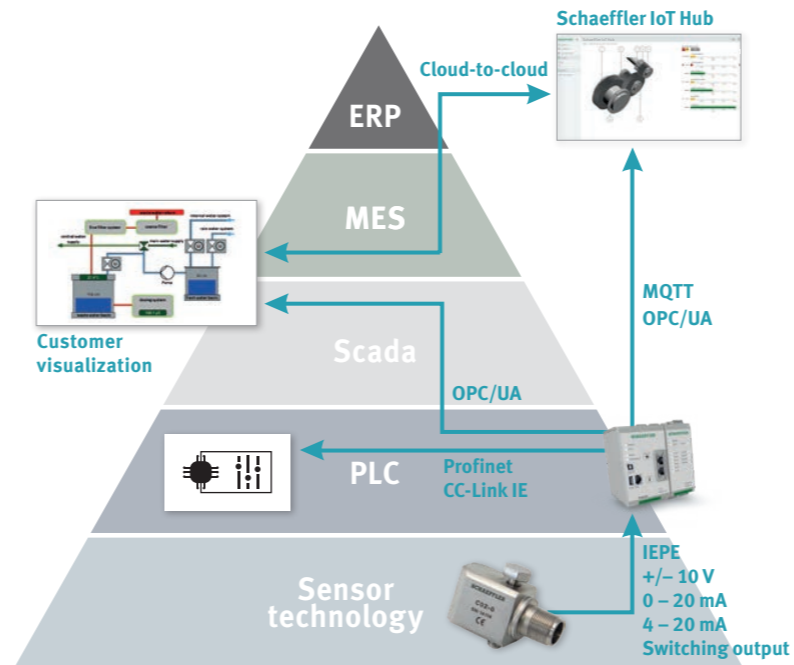 Schaeffler IoT Hub
Cloud-to-cloud
ERP
MES
MQTT
OPC/UA
Customer
visualization
Scada
OPC/UA
PLC
Profinet
CC-Link IE
Sensor
technology
SCHAEFFLER
IEPE
+/– 10 V
0 – 20 mA
4 – 20 mA
Switching output